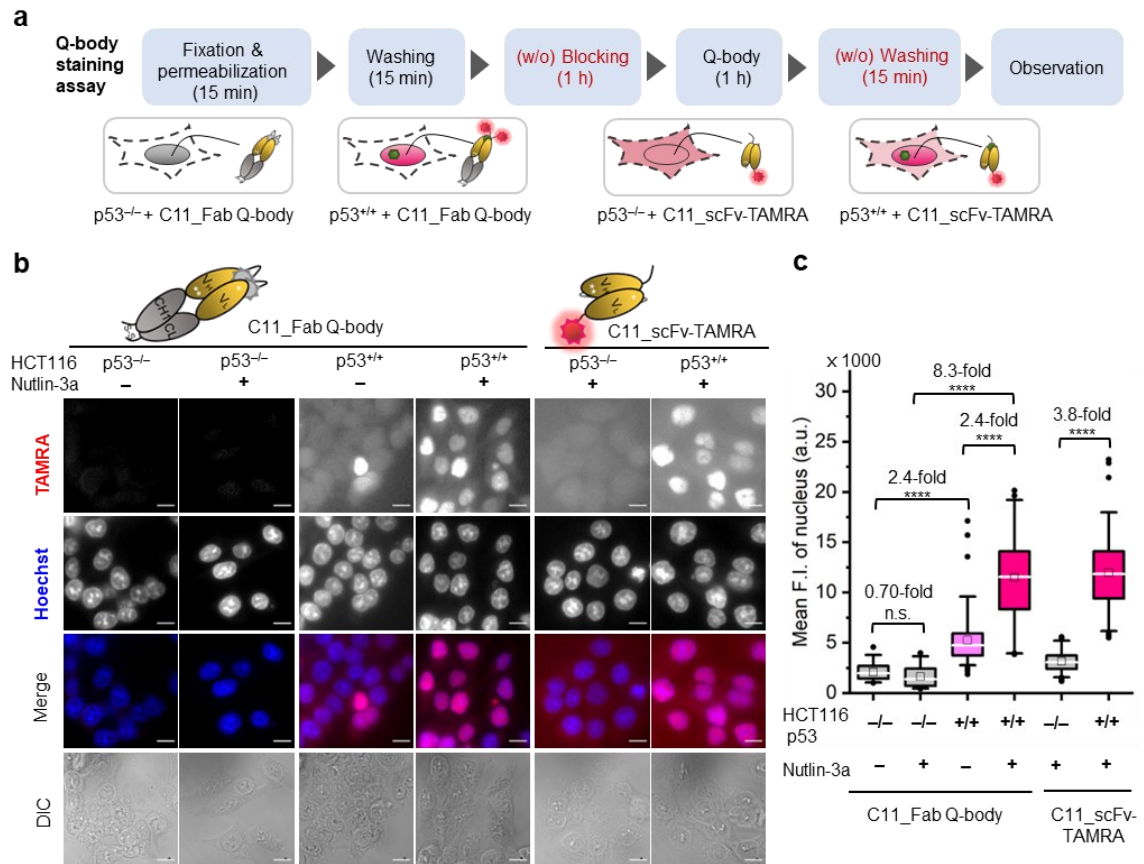 a
Q-body
staining
assay
Fixation &
permeabilization
(15 min)
Washing
(15 min)
(w/o) Blocking
(1 h)
Q-body
(1 h)
(w/o) Washing
(15 min)
Observation
p53–/– + C11_Fab Q-body
p53+/+ + C11_Fab Q-body
p53–/– + C11_scFv-TAMRA
p53+/+ + C11_scFv-TAMRA
b
VH
VL
CH1
CL
C11_Fab Q-body
C11_scFv-TAMRA
HCT116 p53–/– p53–/– p53+/+ p53+/+ p53–/– p53+/+
Nutlin-3a – + – + + +
TAMRA
Hoechst
Merge
DIC
c
x 1000
Mean F.I. of nucleus (a.u.)
30
25
20
15
10
5
0
8.3-fold
****
2.4-fold
****
3.8-fold
****
2.4-fold
****
0.70-fold
n.s.
HCT116
p53
–/– –/– +/+ +/+ –/– +/+
Nutlin-3a – + – + + +
C11_Fab Q-body
C11_scFv-
TAMRA